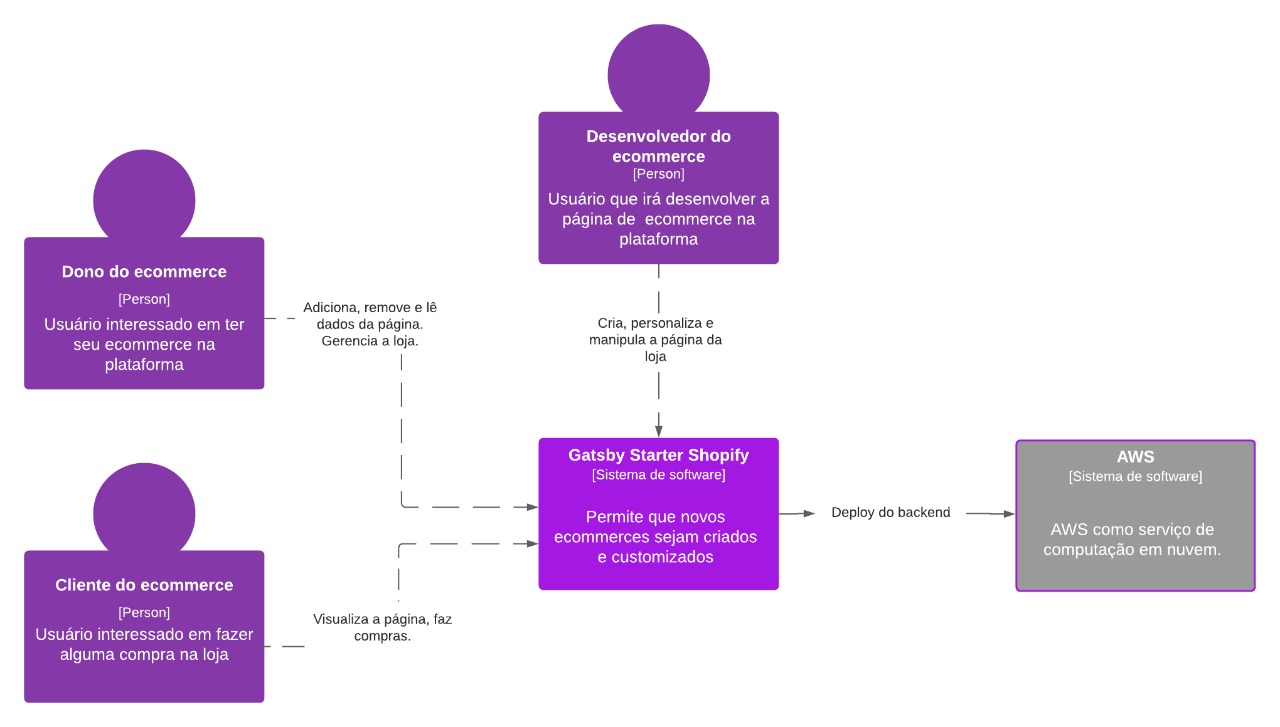 Desenvolvedor do
ecommerce
[Person]
Usuário que irá desenvolver a
página de  ecommerce na
plataforma
Dono do ecommerce
[Person]
Usuário interessado em ter
seu ecommerce na
plataforma
Adiciona, remove e lê
dados da página.
Gerencia a loja.
Cria, personaliza e
manipula a página da
loja
Gatsby Starter Shopify
[Sistema de software]
Permite que novos
ecommerces sejam criados
e customizados
Deploy do backend
AWS
[Sistema de software]
AWS como serviço de
computação em nuvem.
Cliente do ecommerce
[Person]
Usuário interessado em fazer
alguma compra na loja
Visualiza a página, faz
compras.